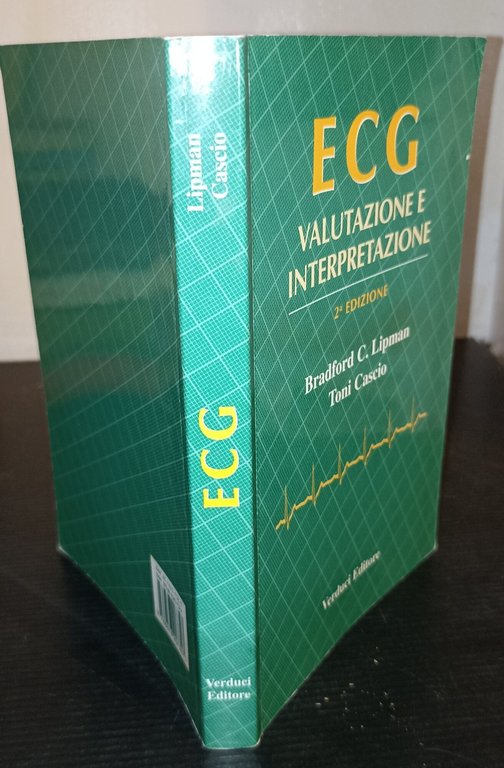 Lipman
Cascio
ECG
Verduci
Editore
ECG
VALUTAZIONE E
INTERPRETAZIONE
2ª EDIZIONE
Bradford C. Lipman
Toni Cascio
Verduci Editore